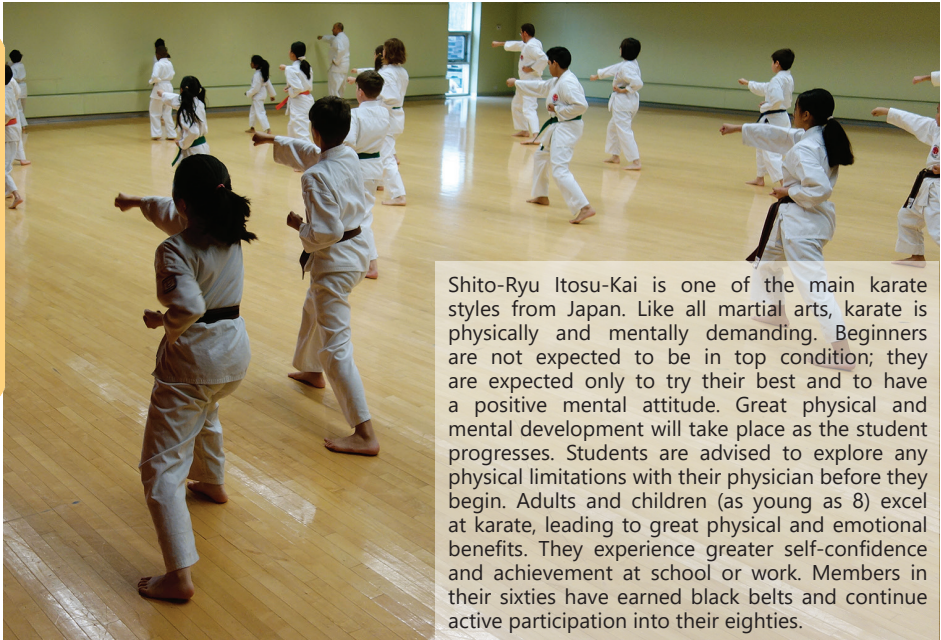 Shito-Ryu Itosu-Kai is one of the main karate
styles from Japan. Like all martial arts, karate is
physically and mentally demanding. Beginners
are not expected to be in top condition; they
are expected only to try their best and to have
a positive mental attitude. Great physical and
mental development will take place as the student
progresses. Students are advised to explore any
physical limitations with their physician before they
begin. Adults and children (as young as 8) excel
at karate, leading to great physical and emotional
benefits. They experience greater self-confidence
and achievement at school or work. Members in
their sixties have earned black belts and continue
active participation into their eighties.